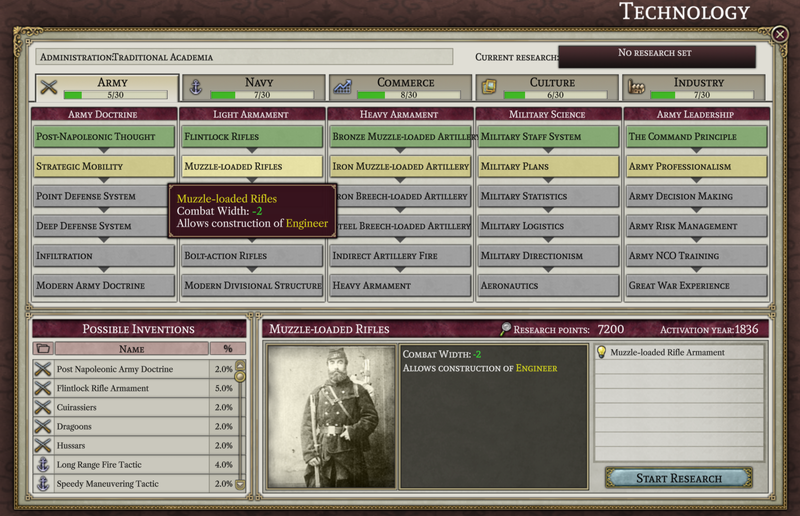 Technology
Administration:Traditional Academia
Current research:
No research set
Army
5/30
Navy
7/30
Commerce
8/30
Culture
6/30
Industry
7/30
Army Doctrine
Light Armament
Heavy Armament
Military Science
Army Leadership
Post-Napoleonic Thought
Flintlock Rifles
Bronze Muzzle-loaded Artillery
Military Staff System
The Command Principle
Strategic Mobility
Muzzle-loaded Rifles
Iron Muzzle-loaded Artillery
Military Plans
Army Professionalism
Point Defense System
Iron Breech-loaded Artillery
Military Statistics
Army Decision Making
Muzzle-loaded Rifles
Combat Width: -2
Allows construction of Engineer
Deep Defense System
Steel Breech-loaded Artillery
Military Logistics
Army Risk Management
Infiltration
Bolt-action Rifles
Indirect Artillery Fire
Military Directionism
Army NCO Training
Modern Army Doctrine
Modern Divisional Structure
Heavy Armament
Aeronautics
Great War Experience
Possible Inventions
Name
%
Post Napoleonic Army Doctrine 2.0%
Flintlock Rifle Armament 5.0%
Cuirassiers 2.0%
Dragoons 2.0%
Hussars 2.0%
Long Range Fire Tactic 4.0%
Speedy Maneuvering Tactic 2.0%
Muzzle-loaded Rifles
Research points: 7200
Activation year:1836
Combat Width: -2
Allows construction of Engineer
Muzzle-loaded Rifle Armament
Start Research